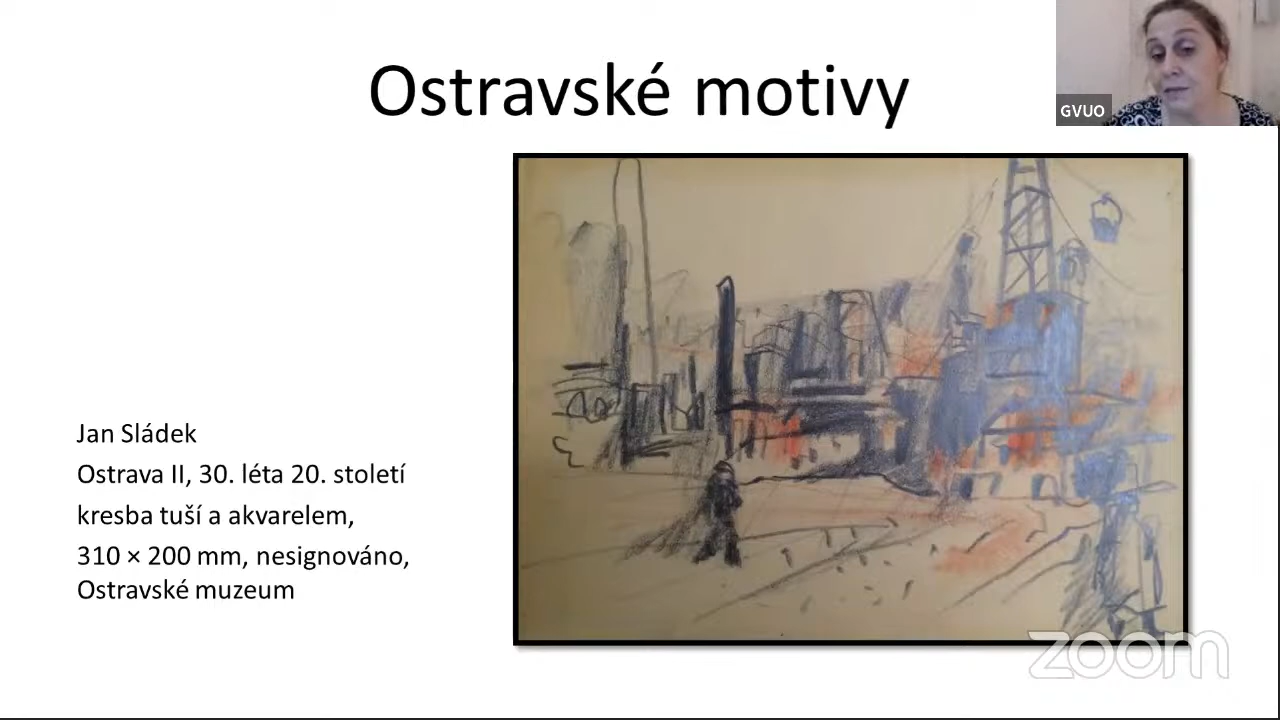 Ostravské motivy
GVUO
Jan Sládek
Ostrava II, 30. léta 20. století
kresba tuší a akvarelem,
310 × 200 mm, nesignováno,
Ostravské muzeum
zoom